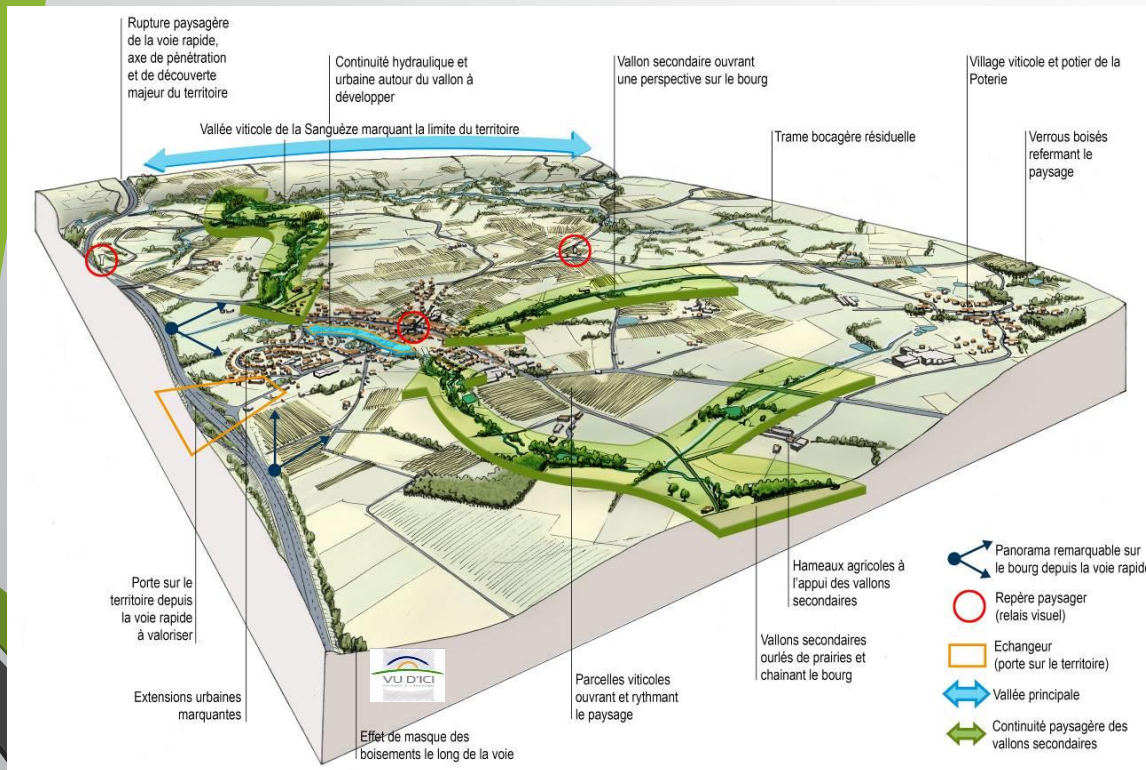 Rupture paysagère
de la voie rapide,
axe de pénétration
et de découverte
majeur du territoire
Continuité hydraulique et
urbaine autour du vallon à
développer
Vallon secondaire ouvrant
une perspective sur le bourg
Village viticole et potier de la
Poterie
Vallée viticole de la Sanguèze marquant la limite du territoire
Trame bocagère résiduelle
Verrous boisés
refermant le
paysage
Porte sur le
territoire depuis
la voie rapide
à valoriser
Extensions urbaines
marquantes
VU D'ICI
Effet de masque des
boisements le long de la voie
Parcelles viticoles
ouvrant et rythmant
le paysage
Hameaux agricoles à
l'appui des vallons
secondaires
Vallons secondaires
ourlés de prairies et
chainant le bourg
Panorama remarquable sur
le bourg depuis la voie rapide
Repère paysager
(relais visuel)
Echangeur
(porte sur le territoire)
Vallée principale
Continuité paysagère des
vallons secondaires